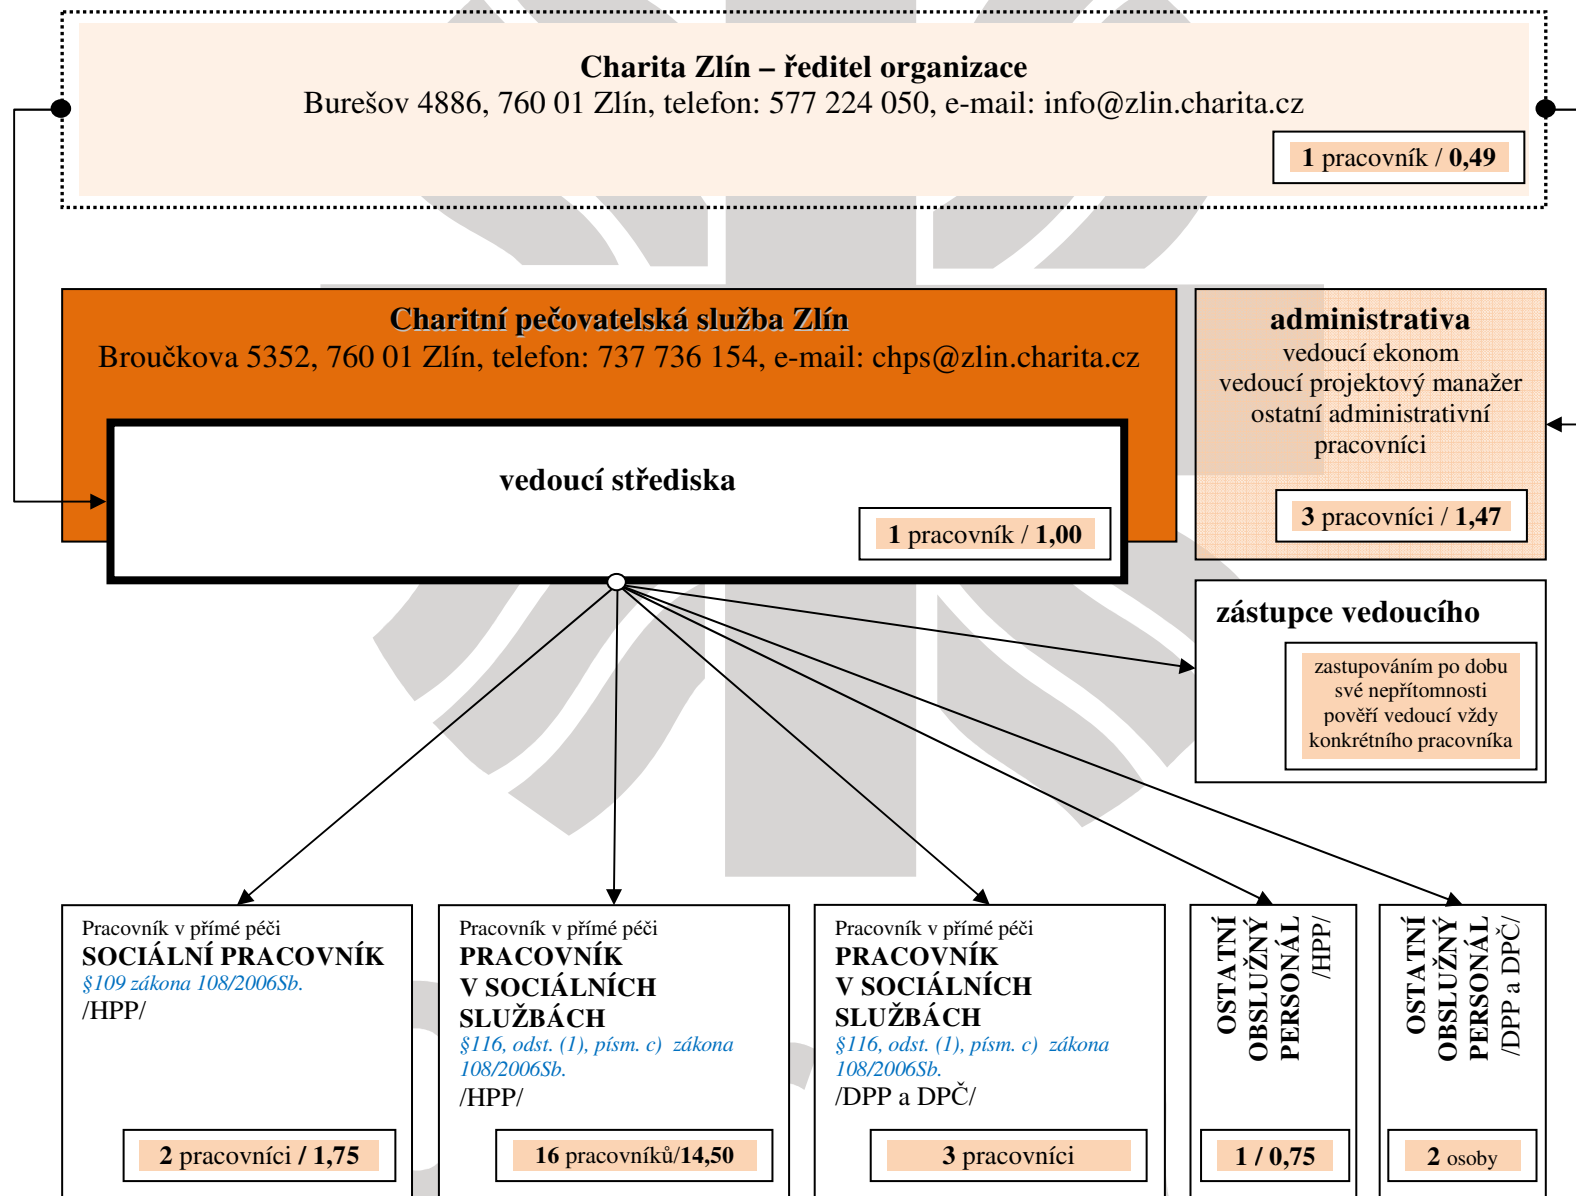 Charita Zlín – ředitel organizace
Burešov 4886, 760 01 Zlín, telefon: 577 224 050, e-mail: info@zlin.charita.cz
1 pracovník / 0,49
Charitní pečovatelská služba Zlín
Broučkova 5352, 760 01 Zlín, telefon: 737 736 154, e-mail: chps@zlin.charita.cz
vedoucí střediska
1 pracovník / 1,00
administrativa
vedoucí ekonom
vedoucí projektový manažer
ostatní administrativní
pracovníci
3 pracovníci / 1,47
zástupce vedoucího
zastupováním po dobu
své nepřítomnosti
pověří vedoucí vždy
konkrétního pracovníka
Pracovník v přímé péči
SOCIÁLNÍ PRACOVNÍK
§109 zákona 108/2006Sb.
/HPP/
2 pracovníci / 1,75
Pracovník v přímé péči
PRACOVNÍK
V SOCIÁLNÍCH
SLUŽBÁCH
§116, odst. (1), písm. c) zákona
108/2006Sb.
/HPP/
16 pracovníků/14,50
Pracovník v přímé péči
PRACOVNÍK
V SOCIÁLNÍCH
SLUŽBÁCH
§116, odst. (1), písm. c) zákona
108/2006Sb.
/DPP a DPČ/
3 pracovníci
OSTATNÍ
OBSLUŽNÝ
PERSONÁL
/HPP/
1 / 0,75
OSTATNÍ
OBSLUŽNÝ
PERSONÁL
/DPP a DPČ/
2 osoby